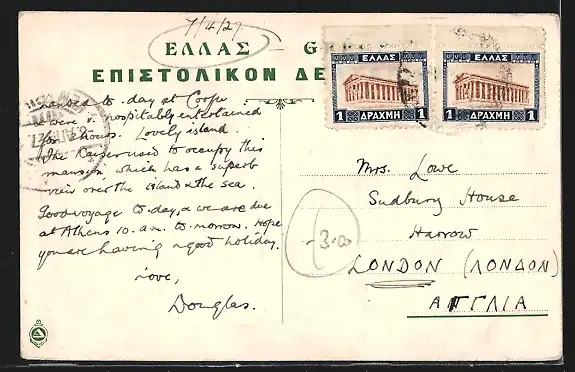 7/4/27
ΕΛΛΑΣ – G
ΕΠΙΣΤΟΛΙΚΟΝ ΔΕ
Landed to-day at Corfu
& were v. hospitably entertained
for 2 hours. Lovely island.
The Kaiser used to occupy this
mansion, which has a superb
view over the island & the sea.
Good voyage to-day, & we are due
at Athens 10. a.m. to-morrow. Hope
you are having a good holiday.
Love,
Douglas.
ΕΛΛΑΣ
1 ΔΡΑΧΜΗ 1
ΕΛΛΑΣ
1 ΔΡΑΧΜΗ 1
Mrs. Lowe
Sudbury House
Harrow
LONDON (ΛΟΝΔΟΝ)
ΑΓΓΛΙΑ
3.00